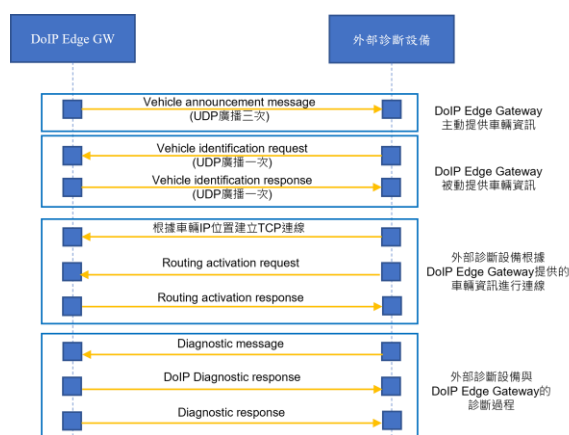 DoIP Edge GW
外部診斷設備
Vehicle announcement message
(UDP廣播三次)
DoIP Edge Gateway
主動提供車輛資訊
Vehicle identification request
(UDP廣播一次)
Vehicle identification response
(UDP廣播一次)
DoIP Edge Gateway
被動提供車輛資訊
根據車輛IP位置建立TCP連線
Routing activation request
Routing activation response
外部診斷設備根據
DoIP Edge Gateway提供的
車輛資訊進行連線
Diagnostic message
DoIP Diagnostic response
Diagnostic response
外部診斷設備與
DoIP Edge Gateway的
診斷過程